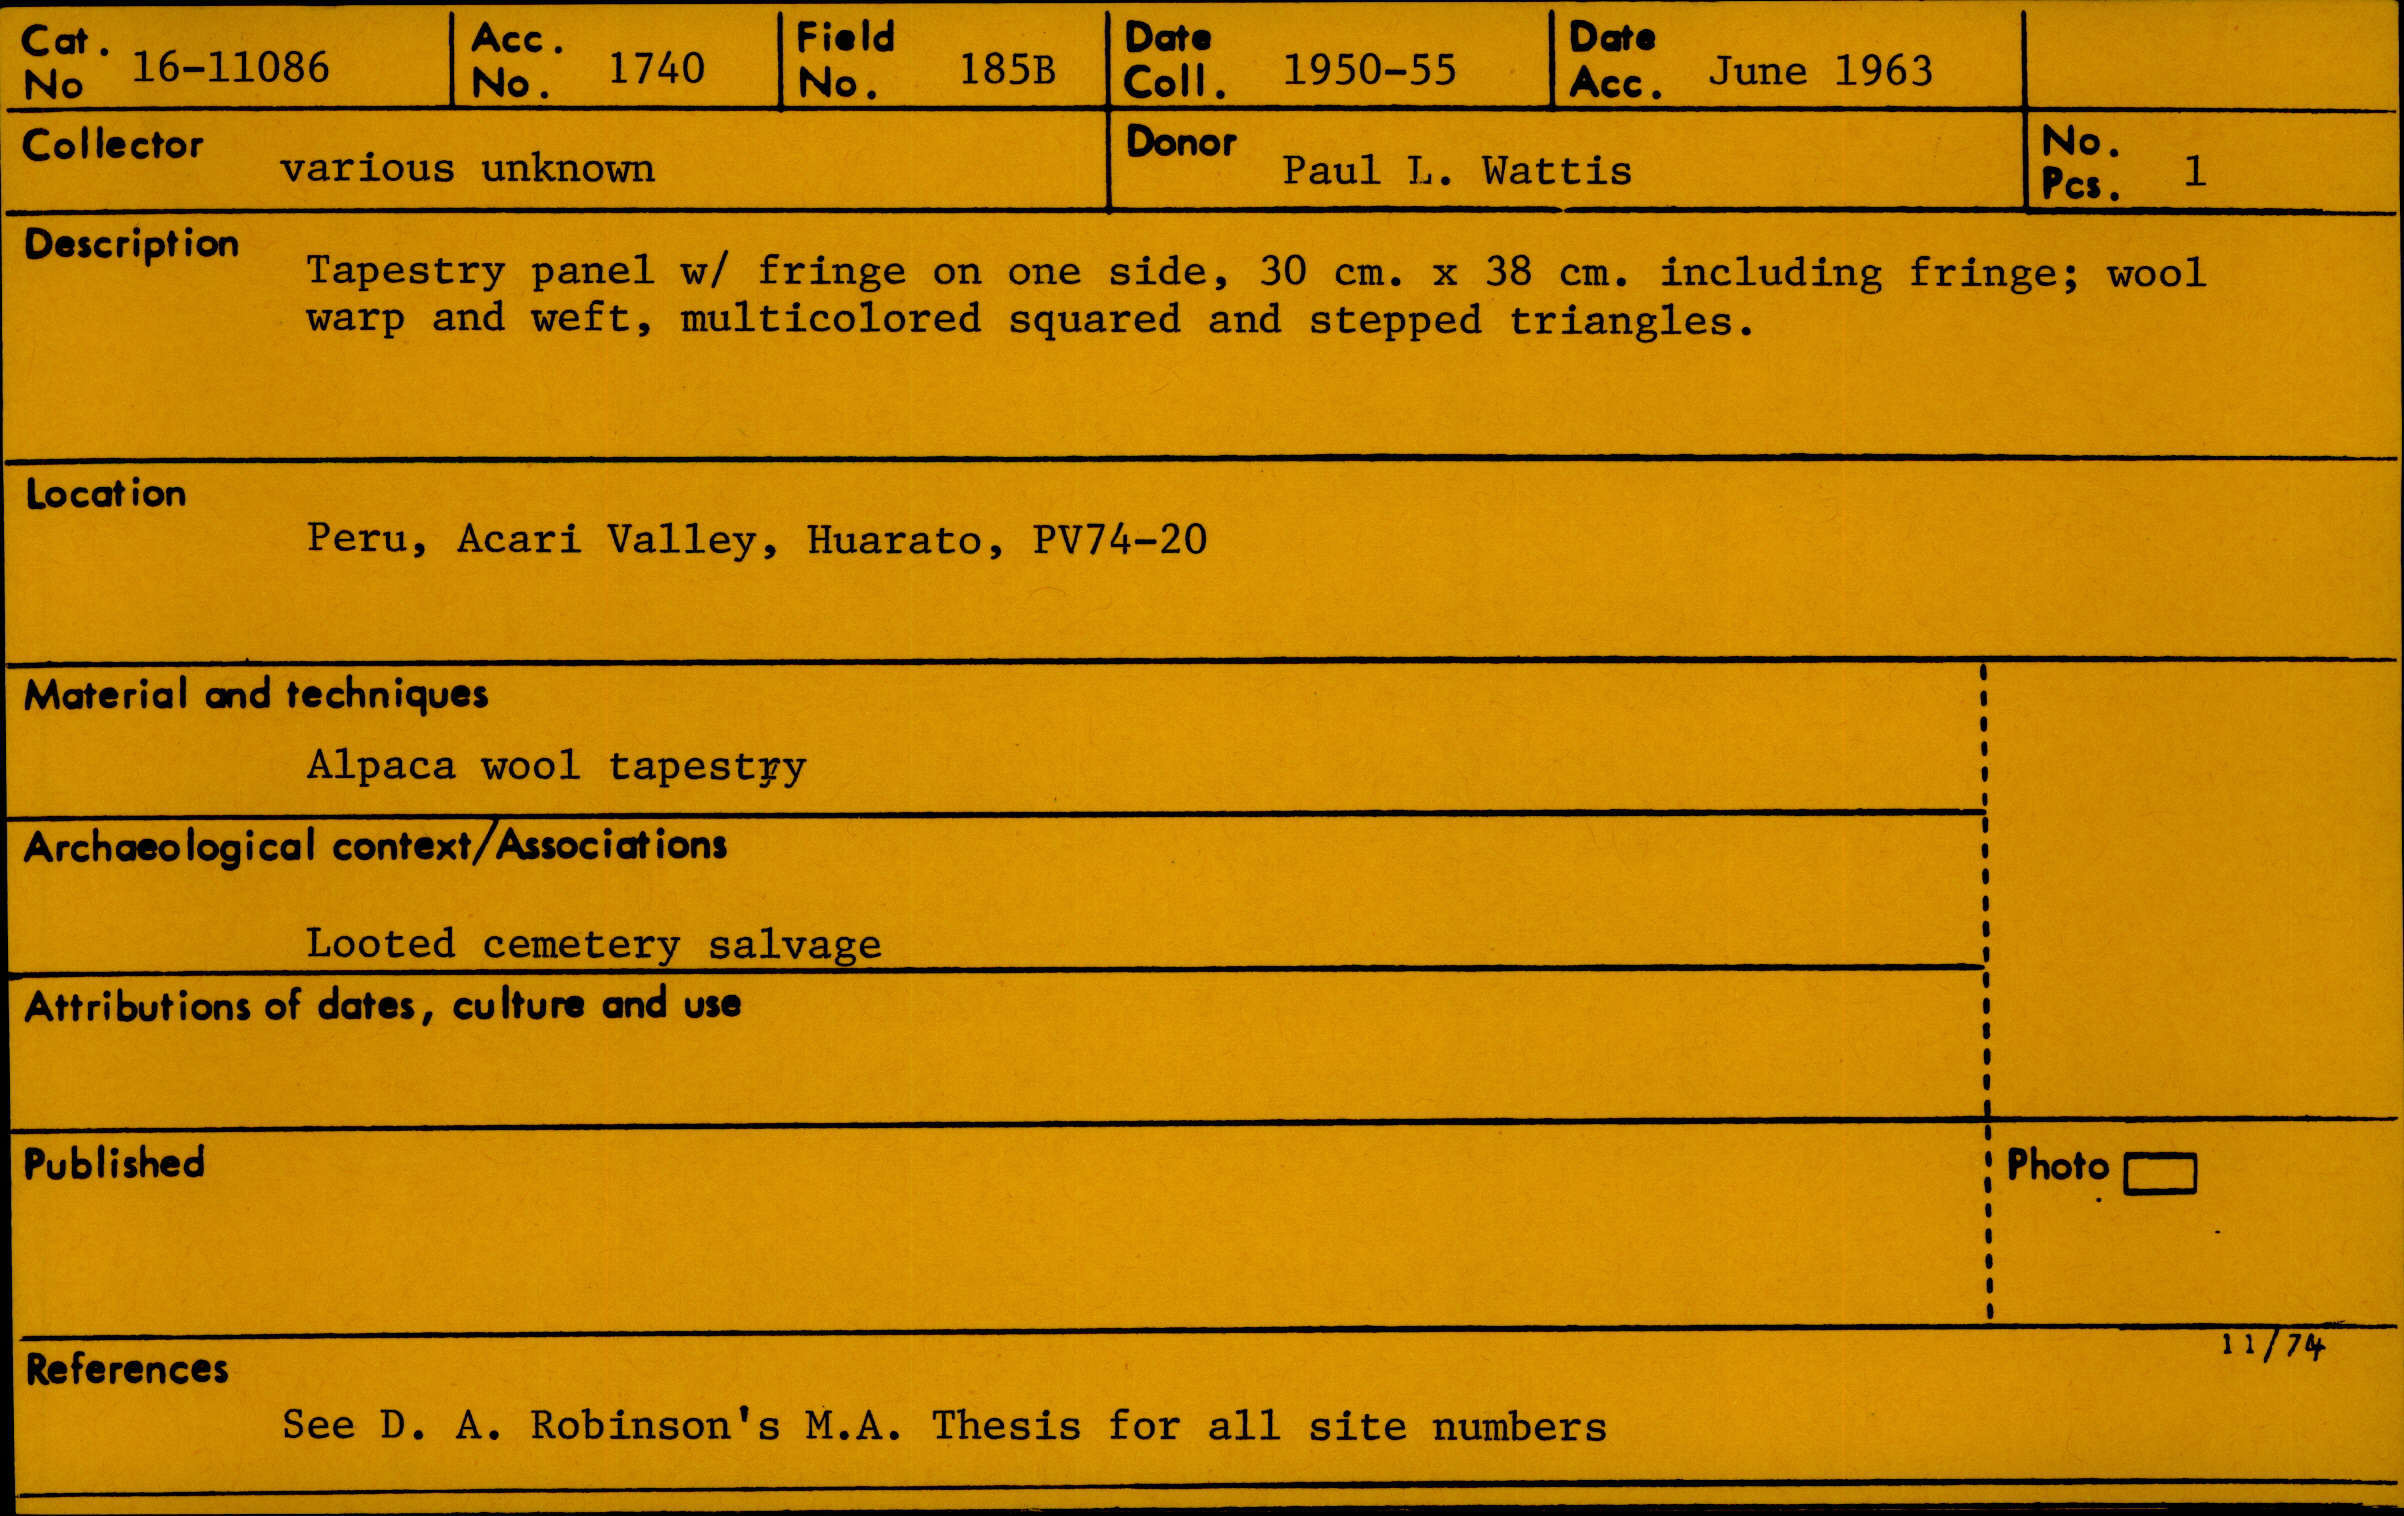 Cat. No 16-11086 Acc. No. 1740 Field No. 185B Date Coll. 1950-55 Date Acc. June 1963
Collector various unknown Donor Paul L. Wattis No. Pcs. 1
Description
Tapestry panel w/ fringe on one side, 30 cm. x 38 cm. including fringe; wool
warp and weft, multicolored squared and stepped triangles.
Location
Peru, Acari Valley, Huarato, PV74-20
Material and techniques
Alpaca wool tapestry
Archaeological context/Associations
Looted cemetery salvage
Attributions of dates, culture and use
Published
Photo
11/74
References
See D. A. Robinson's M.A. Thesis for all site numbers